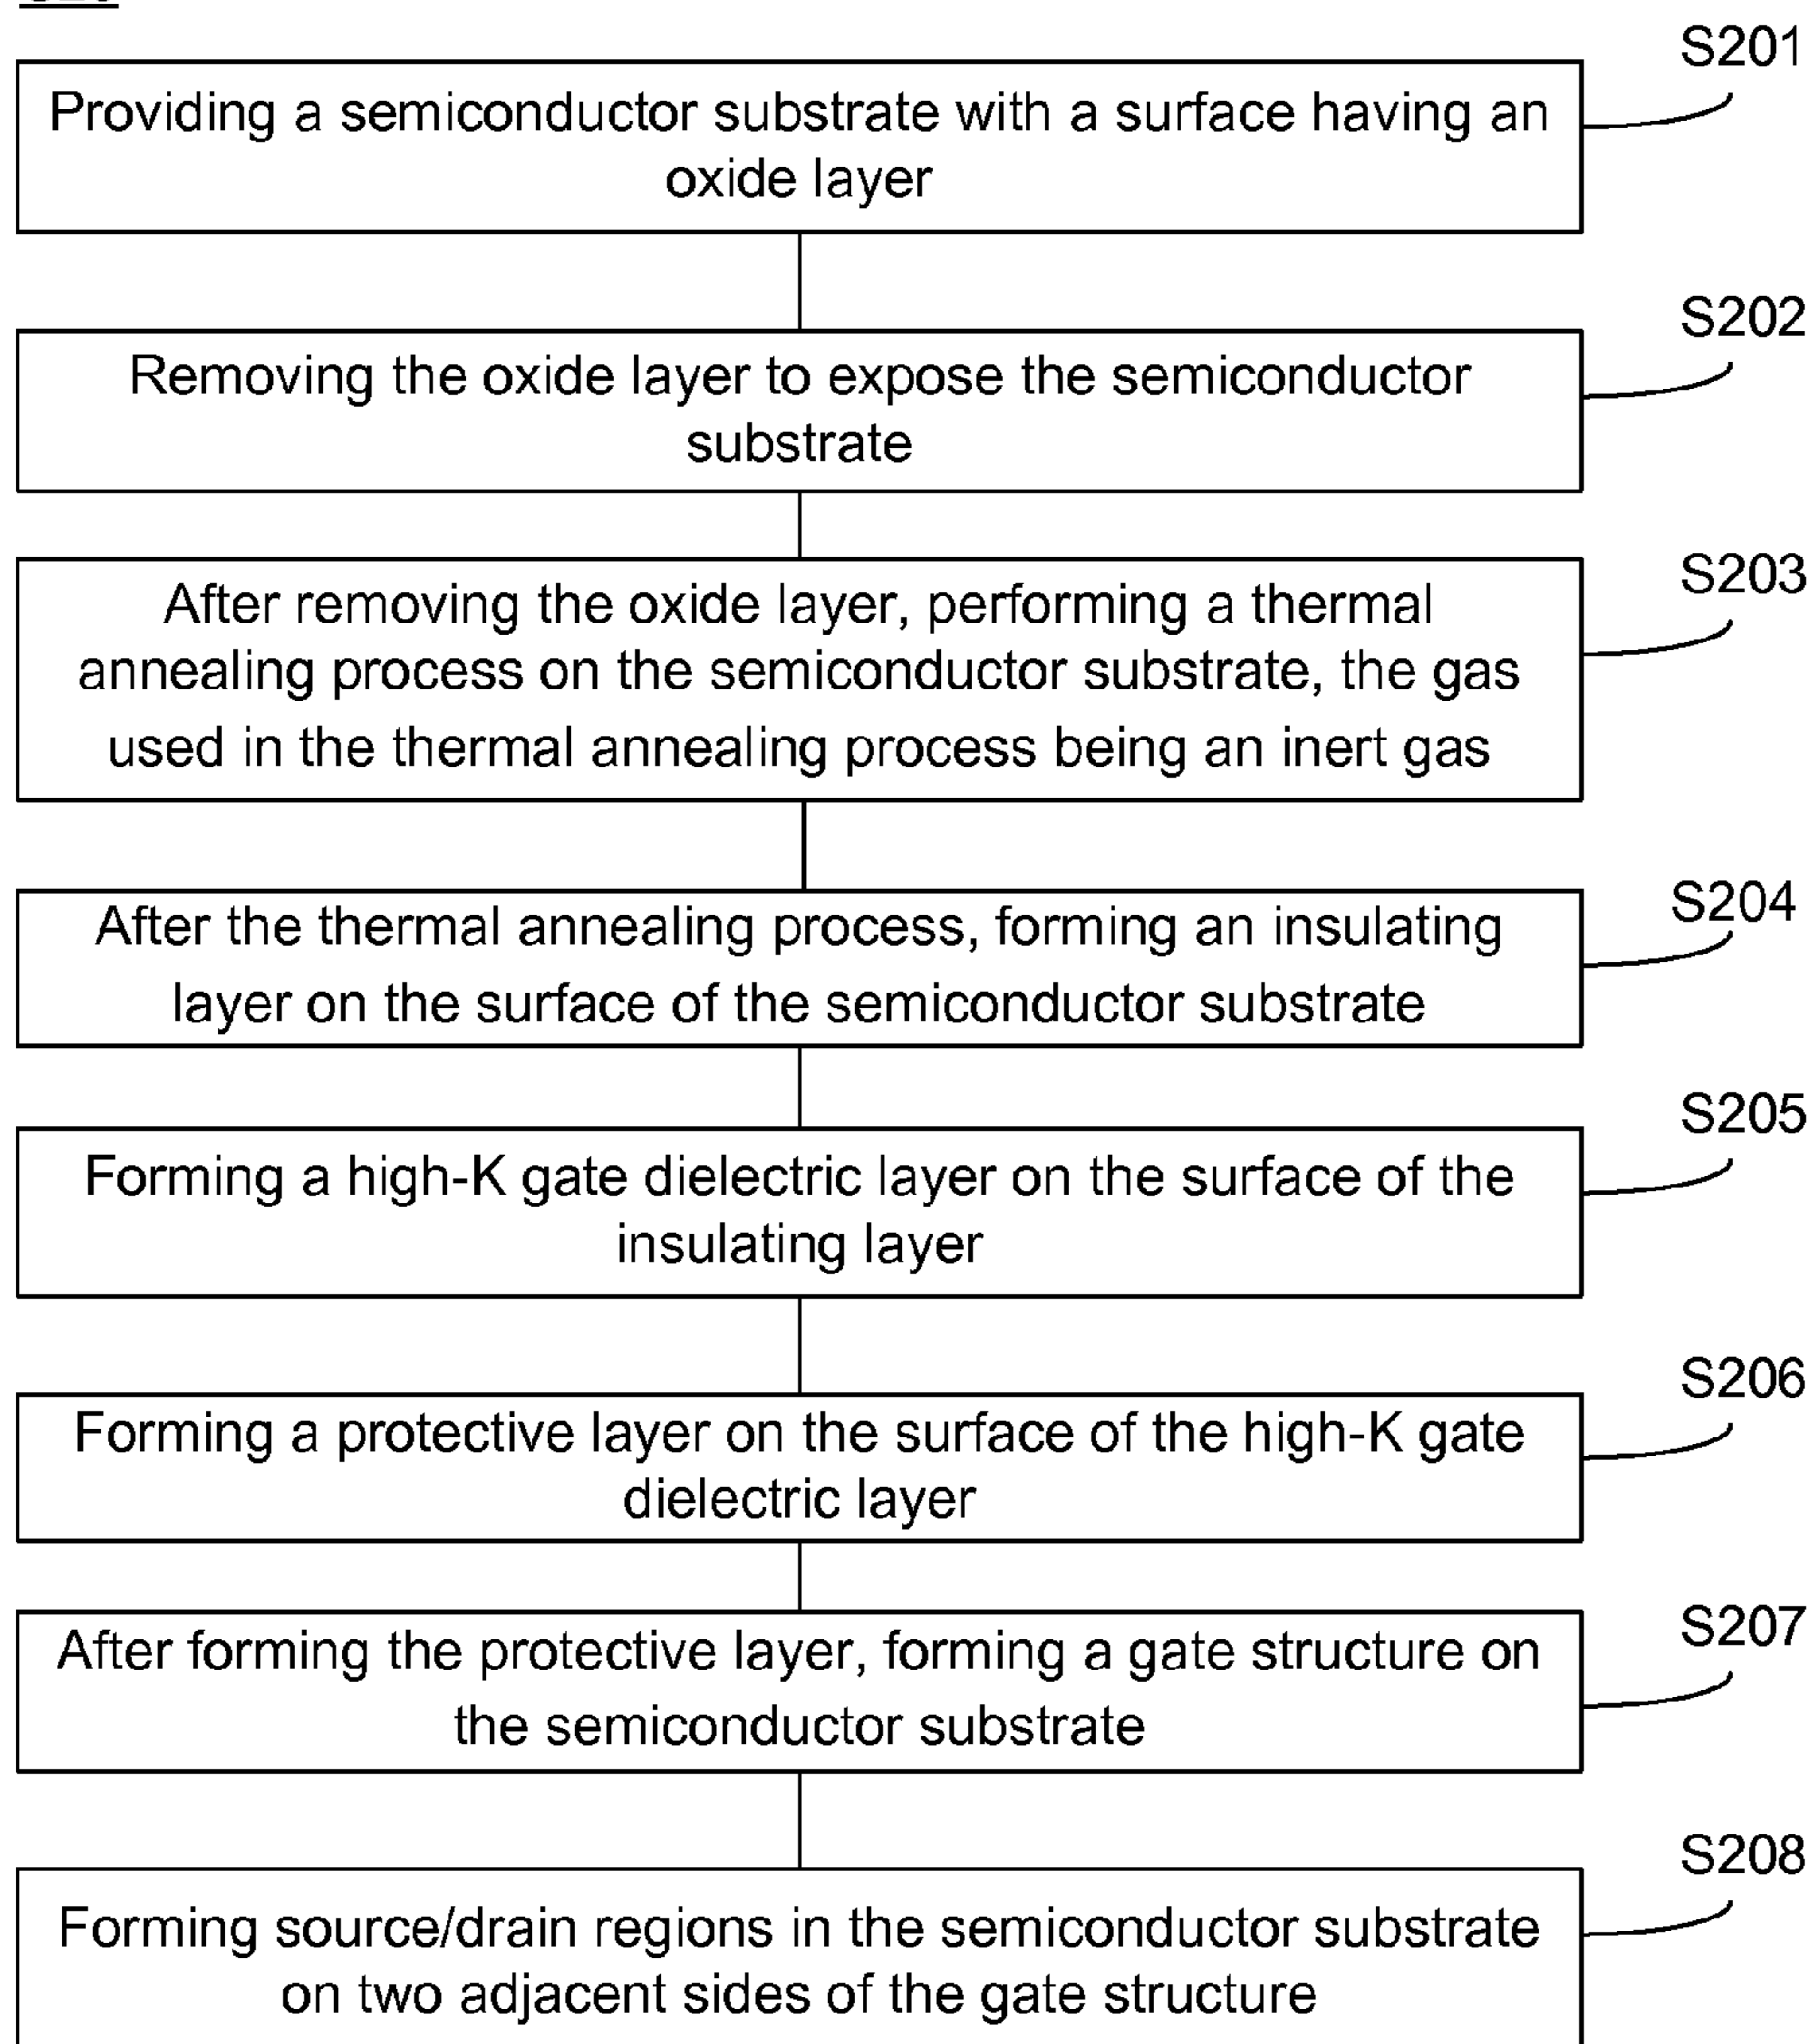 S201
Providing a semiconductor substrate with a surface having an
oxide layer
S202
Removing the oxide layer to expose the semiconductor
substrate
S203
After removing the oxide layer, performing a thermal
annealing process on the semiconductor substrate, the gas
used in the thermal annealing process being an inert gas
S204
After the thermal annealing process, forming an insulating
layer on the surface of the semiconductor substrate
S205
Forming a high-K gate dielectric layer on the surface of the
insulating layer
S206
Forming a protective layer on the surface of the high-K gate
dielectric layer
S207
After forming the protective layer, forming a gate structure on
the semiconductor substrate
S208
Forming source/drain regions in the semiconductor substrate
on two adjacent sides of the gate structure